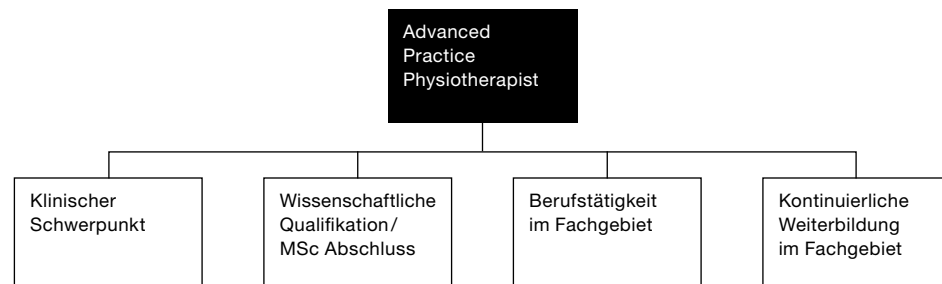 Advanced
Practice
Physiotherapist
Klinischer
Schwerpunkt
Wissenschaftliche
Qualifikation/
MSc Abschluss
Berufstätigkeit
im Fachgebiet
Kontinuierliche
Weiterbildung
im Fachgebiet